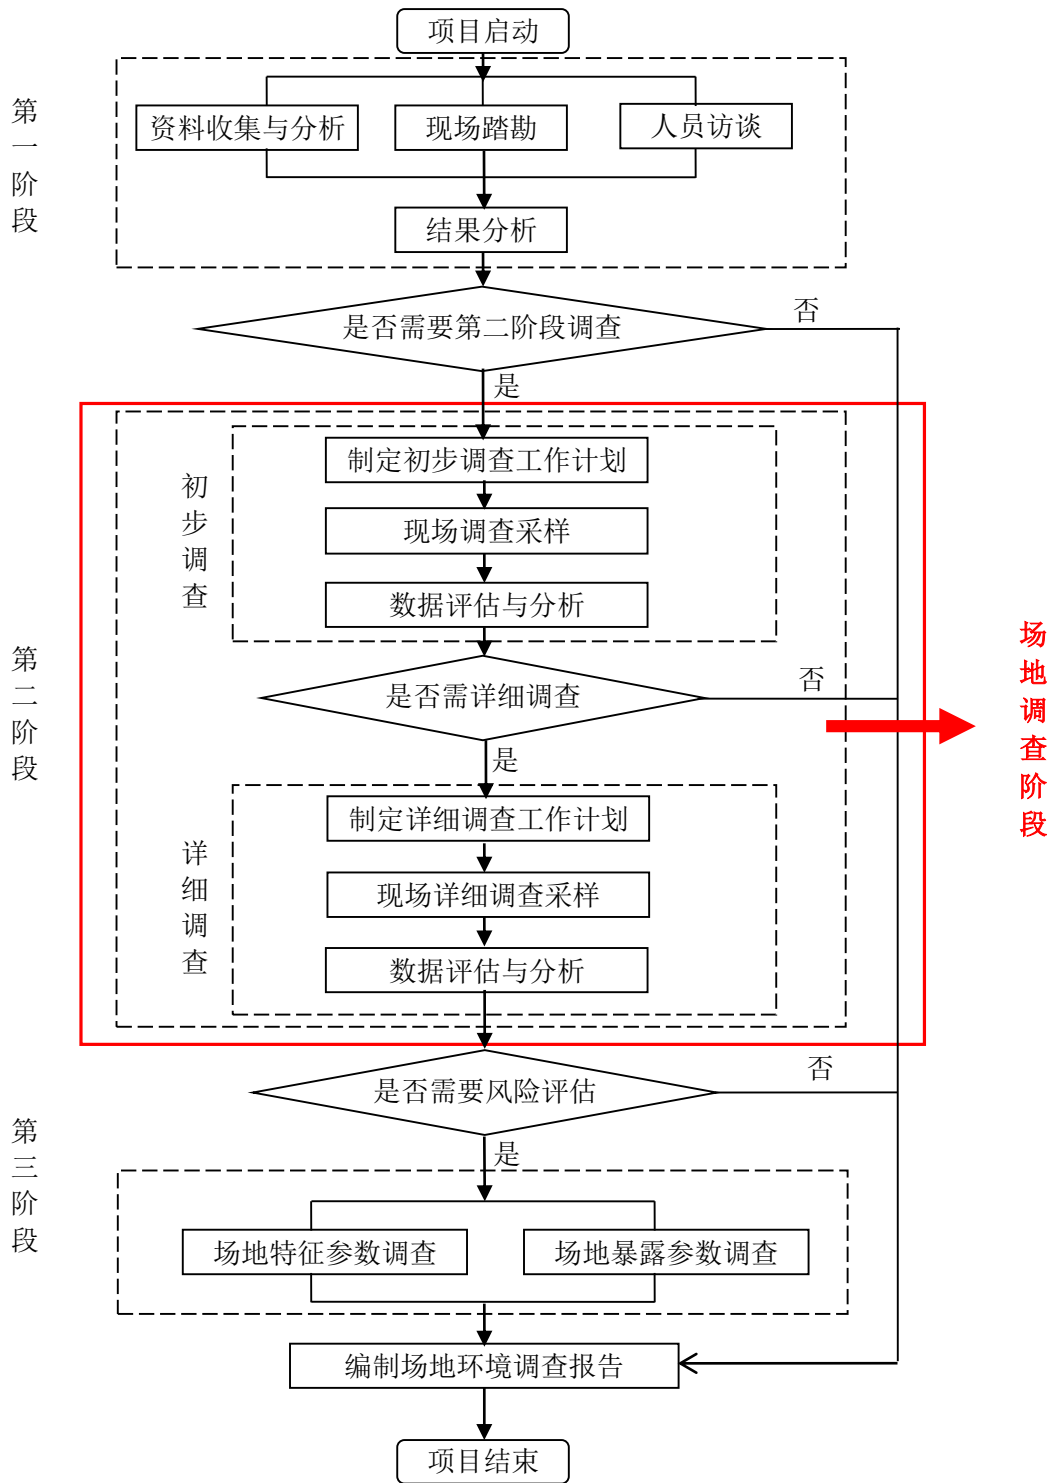 项目启动
第一阶段
资料收集与分析
现场踏勘
人员访谈
结果分析
是否需要第二阶段调查
否
是
第二阶段
初步调查
制定初步调查工作计划
现场调查采样
数据评估与分析
是否需详细调查
否
是
场地调查阶段
详细调查
制定详细调查工作计划
现场详细调查采样
数据评估与分析
是否需要风险评估
否
是
第三阶段
场地特征参数调查
场地暴露参数调查
编制场地环境调查报告
项目结束